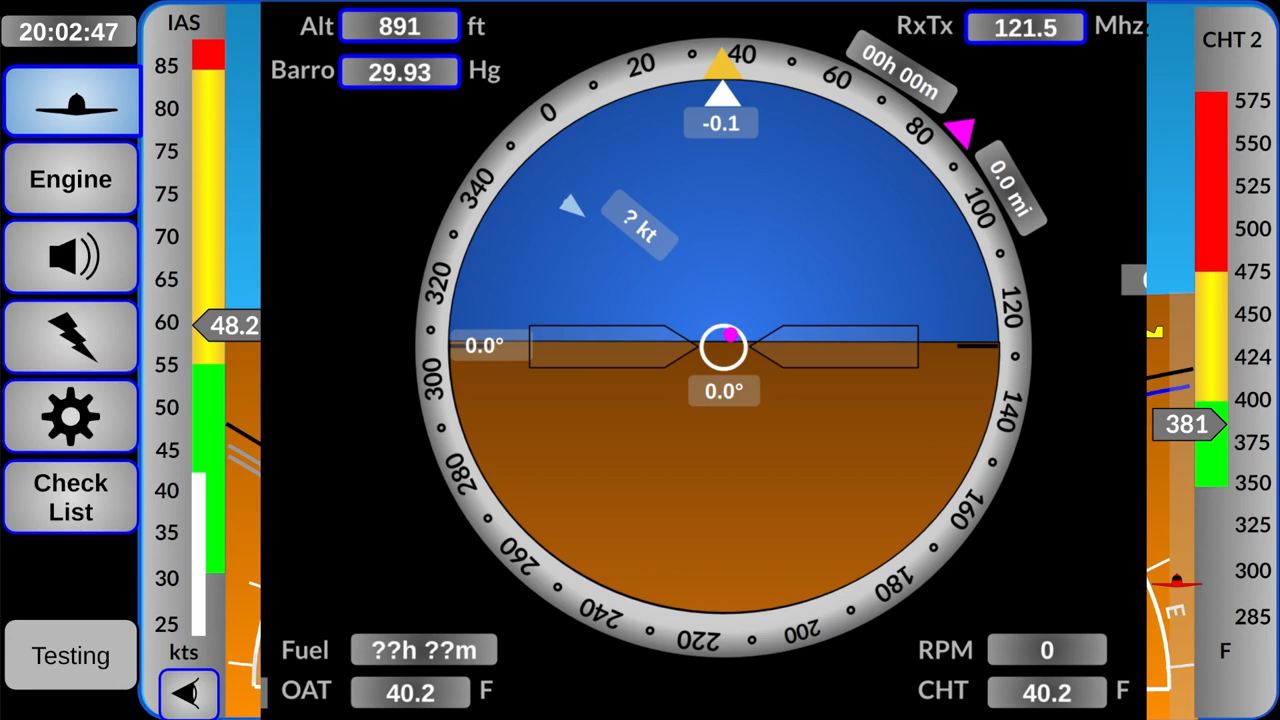 20:02:47
Engine
Check
List
Testing
IAS
85
80
75
70
65
60
55
50
45
40
35
30
25
kts
48.2
Alt 891 ft
Barro 29.93 Hg
RxTx 121.5 Mhz
00h 00m
0.0 mi
0
20
40
60
80
100
120
140
160
180
200
220
240
260
280
300
320
340
-0.1
? kt
0.0°
0.0°
Fuel ??h ??m
OAT 40.2 F
RPM 0
CHT 40.2 F
E
CHT 2
575
550
525
500
475
450
424
400
375
350
325
300
285
F
381